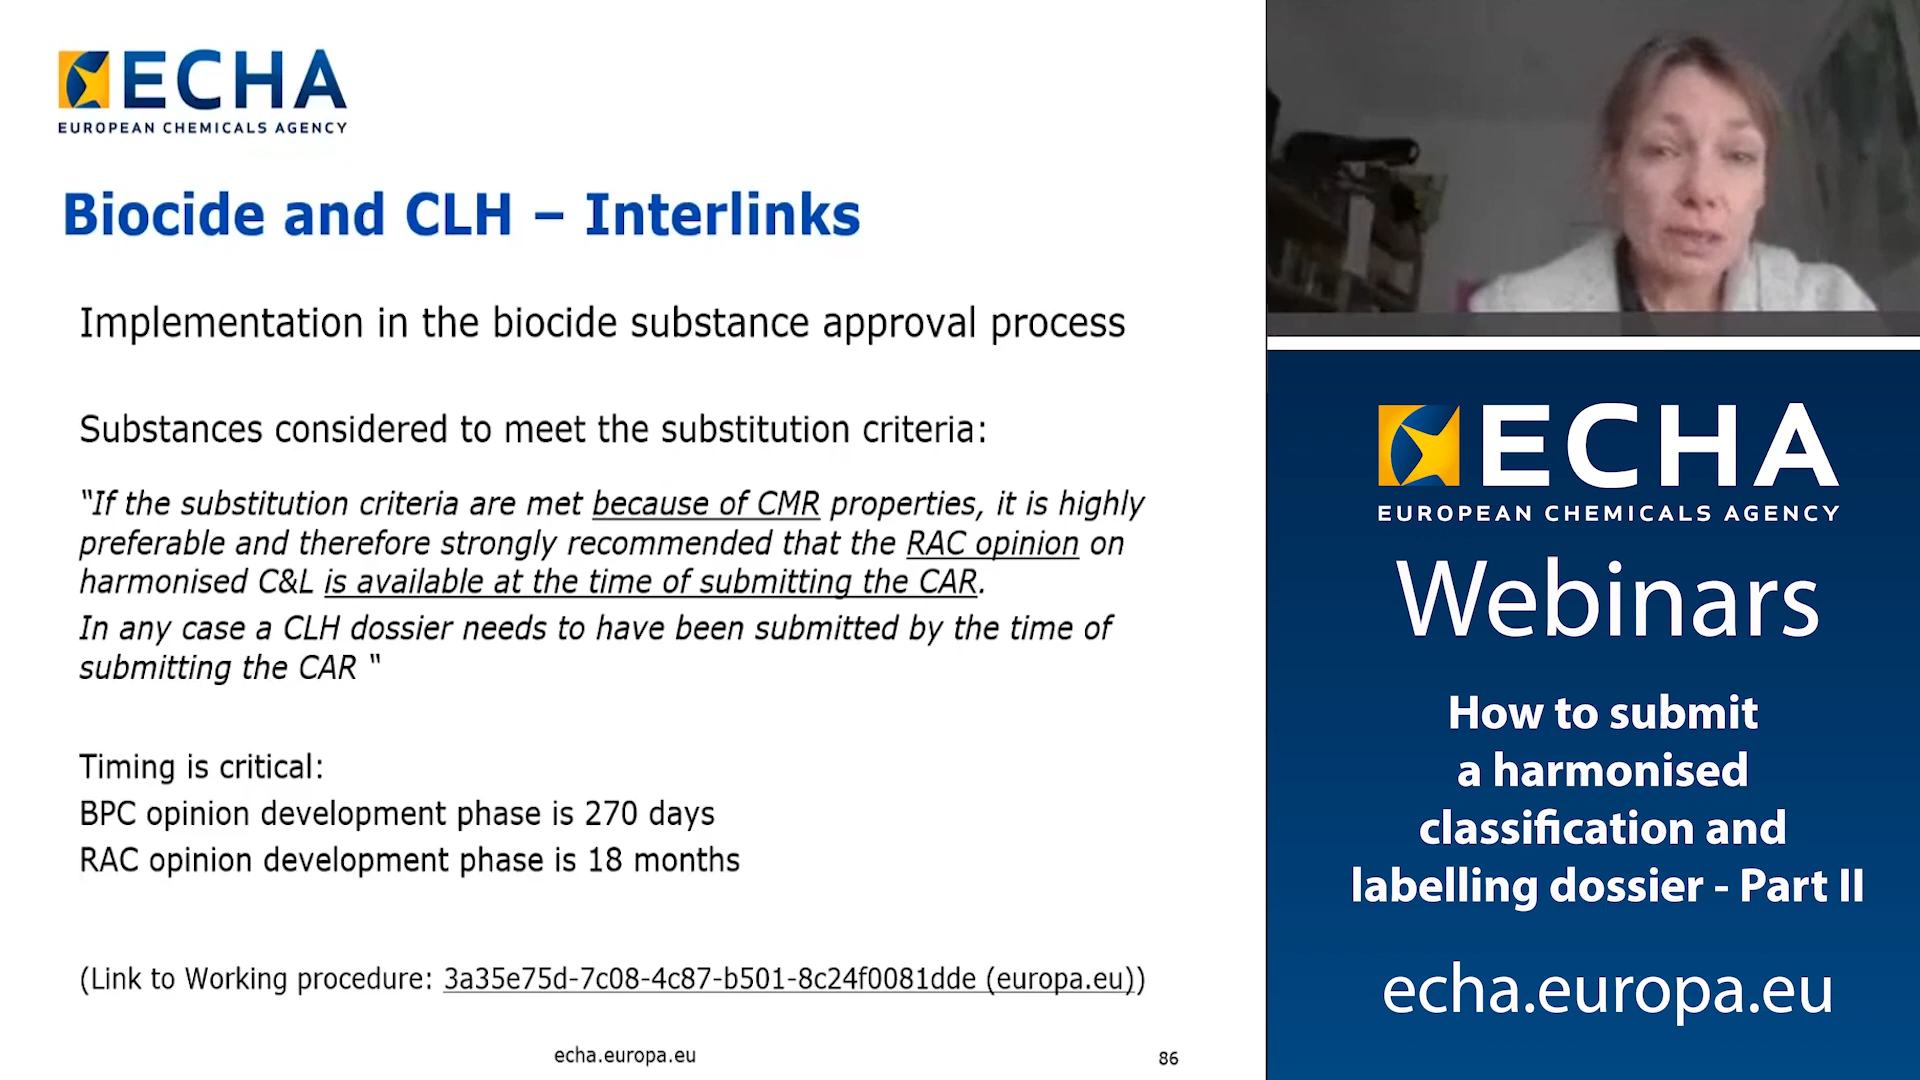 ECHA
EUROPEAN CHEMICALS AGENCY
Biocide and CLH – Interlinks
Implementation in the biocide substance approval process
Substances considered to meet the substitution criteria:
“If the substitution criteria are met because of CMR properties, it is highly
preferable and therefore strongly recommended that the RAC opinion on
harmonised C&L is available at the time of submitting the CAR.
In any case a CLH dossier needs to have been submitted by the time of
submitting the CAR “
Timing is critical:
BPC opinion development phase is 270 days
RAC opinion development phase is 18 months
(Link to Working procedure: 3a35e75d-7c08-4c87-b501-8c24f0081dde (europa.eu))
echa.europa.eu
86
ECHA
EUROPEAN CHEMICALS AGENCY
Webinars
How to submit
a harmonised
classification and
labelling dossier - Part II
echa.europa.eu